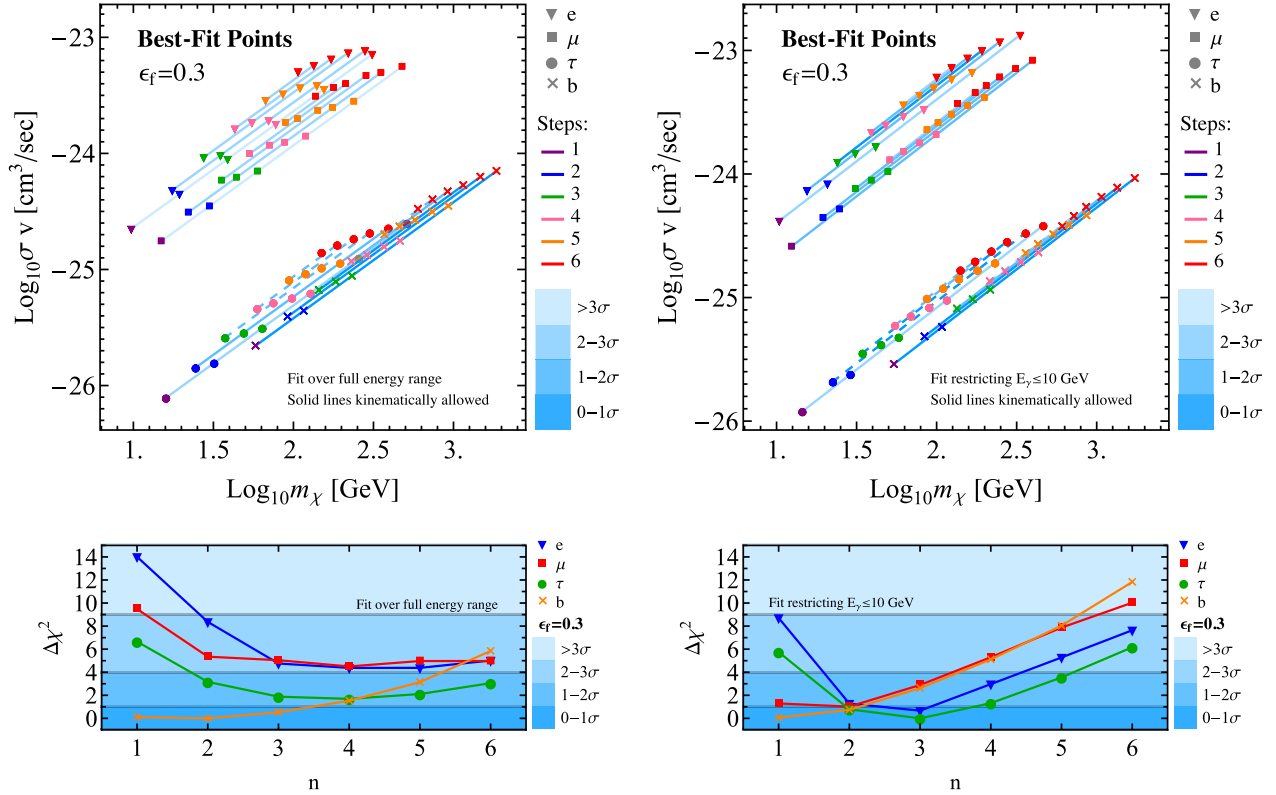 Best-Fit Points
ϵf=0.3
Fit over full energy range
Solid lines kinematically allowed
−23
−24
−25
−26
1.
1.5
2.
2.5
3.
Log10σ v [cm3/sec]
Log10mχ [GeV]
e
μ
τ
b
Steps:
1
2
3
4
5
6
>3σ
2−3σ
1−2σ
0−1σ
Best-Fit Points
ϵf=0.3
Fit restricting Eγ≤10 GeV
Solid lines kinematically allowed
−23
−24
−25
−26
1.
1.5
2.
2.5
3.
Log10σ v [cm3/sec]
Log10mχ [GeV]
e
μ
τ
b
Steps:
1
2
3
4
5
6
>3σ
2−3σ
1−2σ
0−1σ
Fit over full energy range
14
12
10
8
6
4
2
0
1
2
3
4
5
6
Δχ2
n
e
μ
τ
b
ϵf=0.3
>3σ
2−3σ
1−2σ
0−1σ
Fit restricting Eγ≤10 GeV
14
12
10
8
6
4
2
0
1
2
3
4
5
6
Δχ2
n
e
μ
τ
b
ϵf=0.3
>3σ
2−3σ
1−2σ
0−1σ